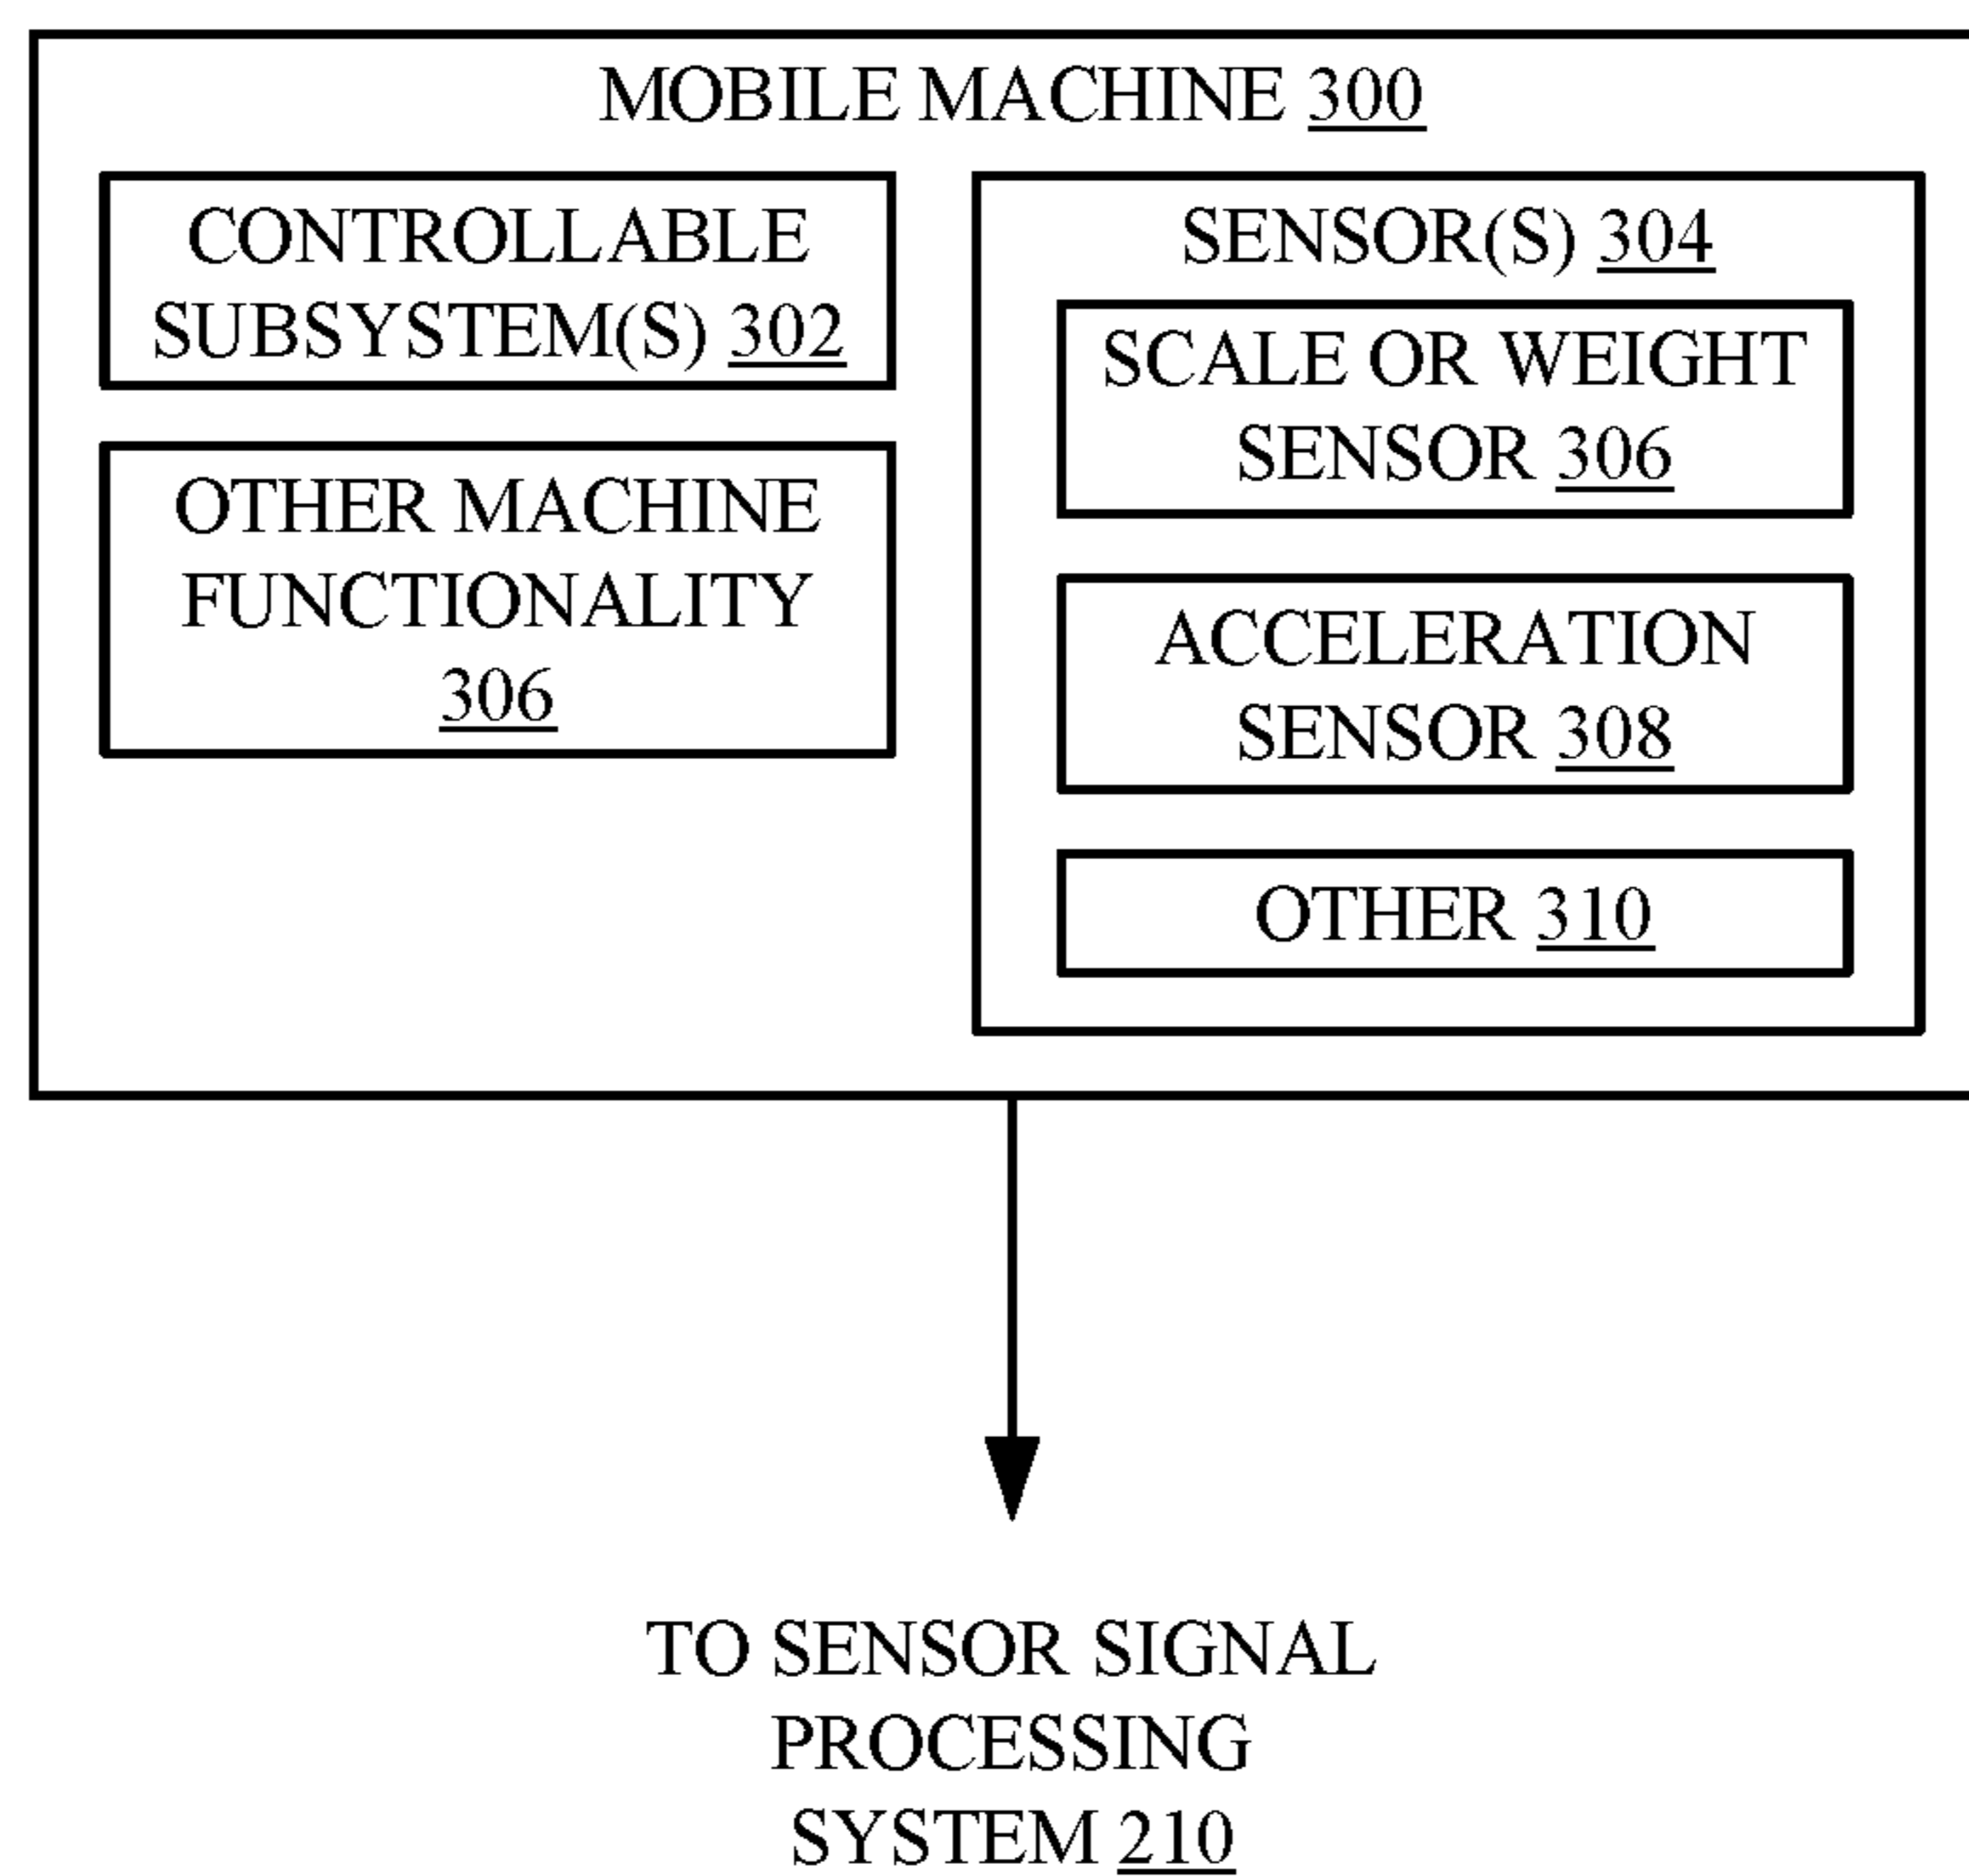 MOBILE MACHINE 300
CONTROLLABLE
SUBSYSTEM(S) 302
OTHER MACHINE
FUNCTIONALITY
306
SENSOR(S) 304
SCALE OR WEIGHT
SENSOR 306
ACCELERATION
SENSOR 308
OTHER 310
TO SENSOR SIGNAL
PROCESSING
SYSTEM 210